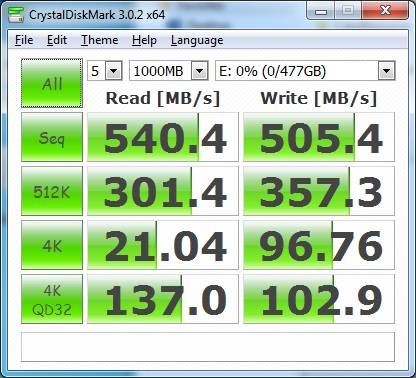 CrystalDiskMark 3.0.2 x64
File Edit Theme Help Language
All 5 1000MB E: 0% (0/477GB)
Read [MB/s] Write [MB/s]
Seq 540.4 505.4
512K 301.4 357.3
4K 21.04 96.76
4K
QD32 137.0 102.9